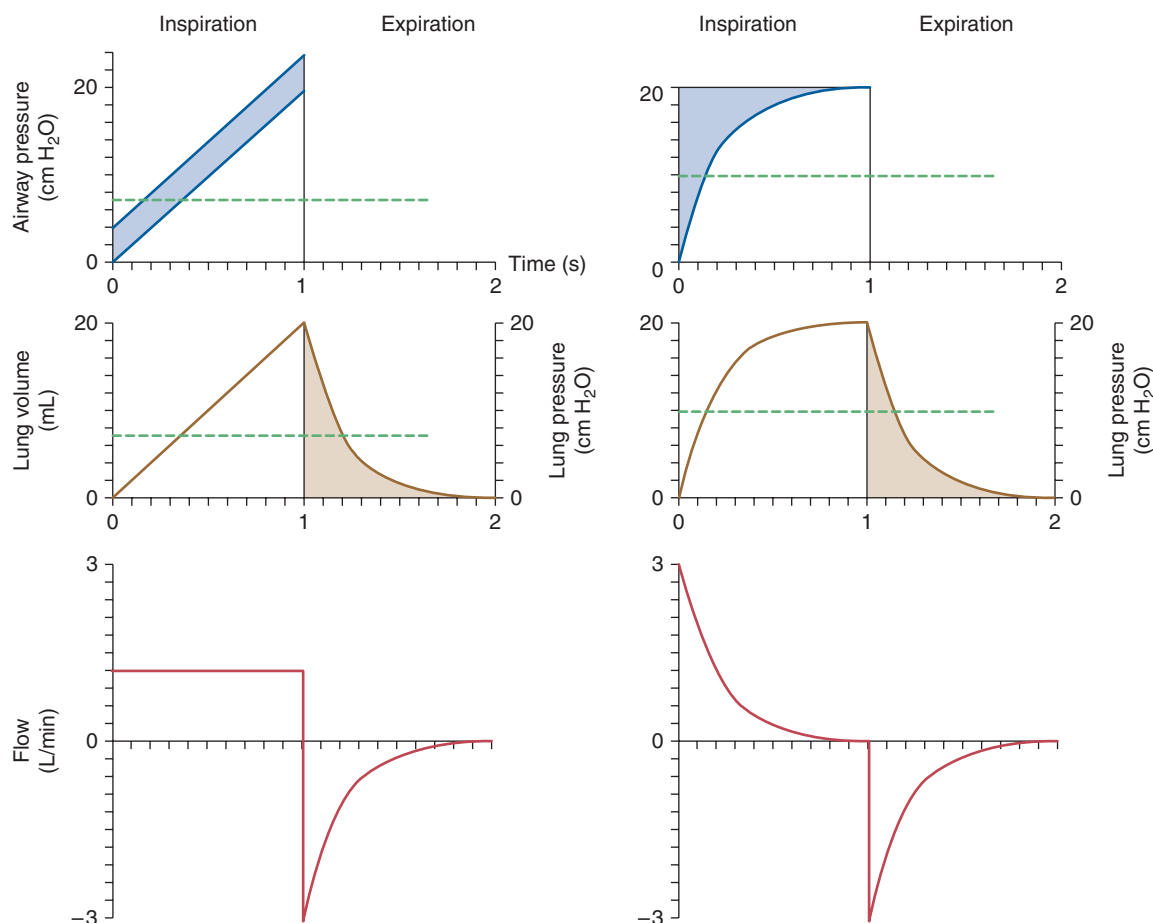 Inspiration Expiration
Airway pressure
(cm H₂O)
20
0
0 1 2
Time (s)
Lung volume
(mL)
20
0
0 1 2
20
0
Lung pressure
(cm H₂O)
Flow
(L/min)
3
0
−3
Inspiration Expiration
20
0
0 1 2
20
0
0 1 2
20
0
Lung pressure
(cm H₂O)
3
0
−3